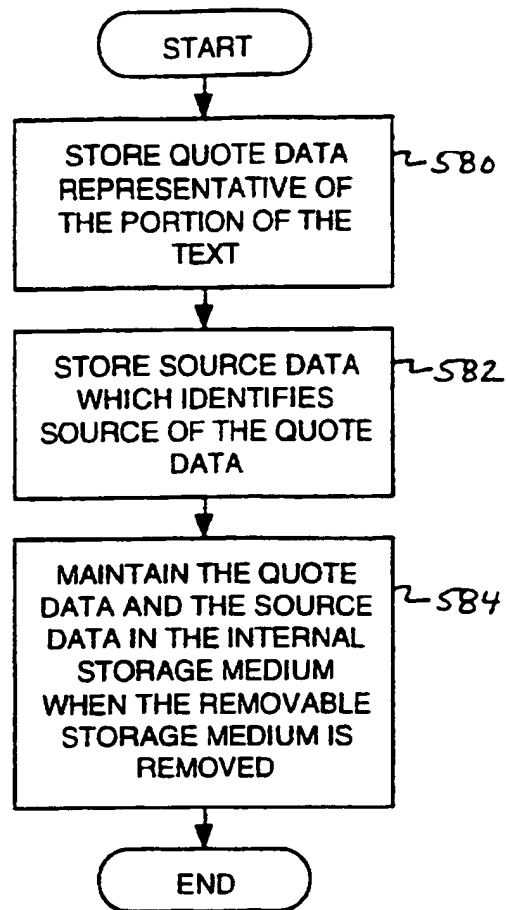 START
STORE QUOTE DATA
580
REPRESENTATIVE OF
THE PORTION OF THE
TEXT
STORE SOURCE DATA
582
WHICH IDENTIFIES
SOURCE OF THE QUOTE
DATA
MAINTAIN THE QUOTE
DATA AND THE SOURCE
584
DATA IN THE INTERNAL
STORAGE MEDIUM
WHEN THE REMOVABLE
STORAGE MEDIUM IS
REMOVED
END